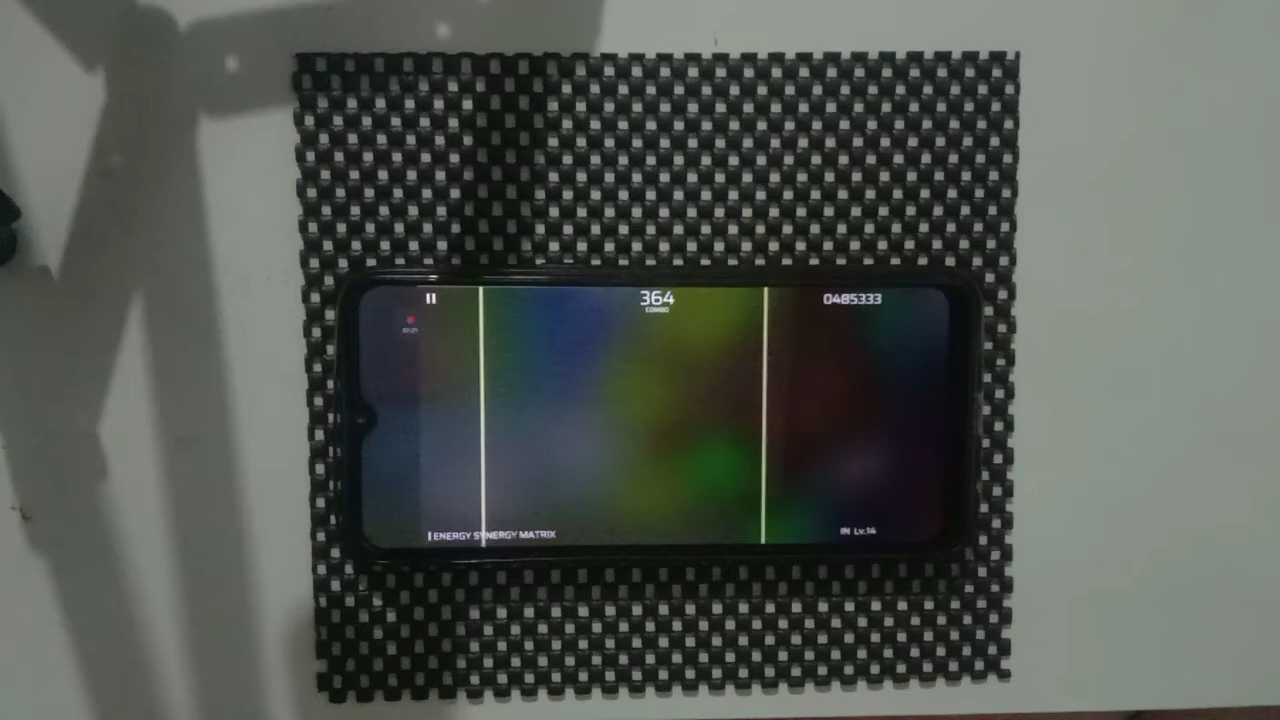 364
COMBO
0485333
ENERGY SYNERGY MATRIX
IN Lv.14